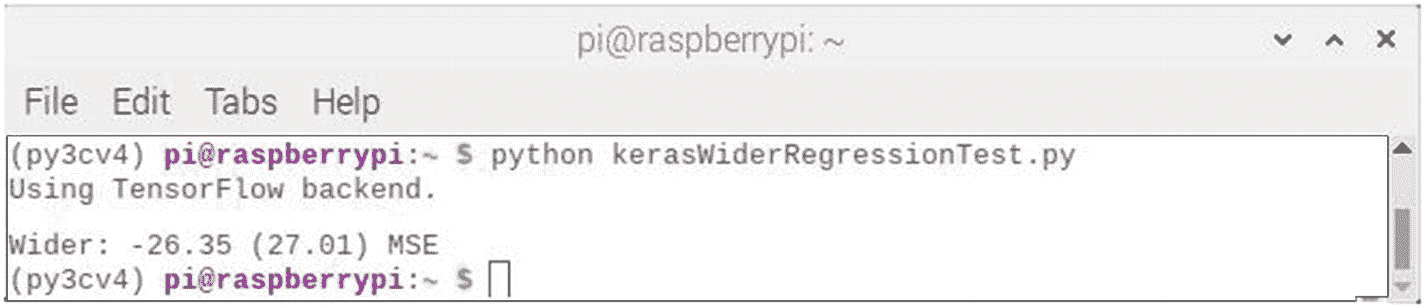 pi@raspberrypi: ~
File Edit Tabs Help
(py3cv4) pi@raspberrypi:~ $ python kerasWiderRegressionTest.py
Using TensorFlow backend.
Wider: -26.35 (27.01) MSE
(py3cv4) pi@raspberrypi:~ $